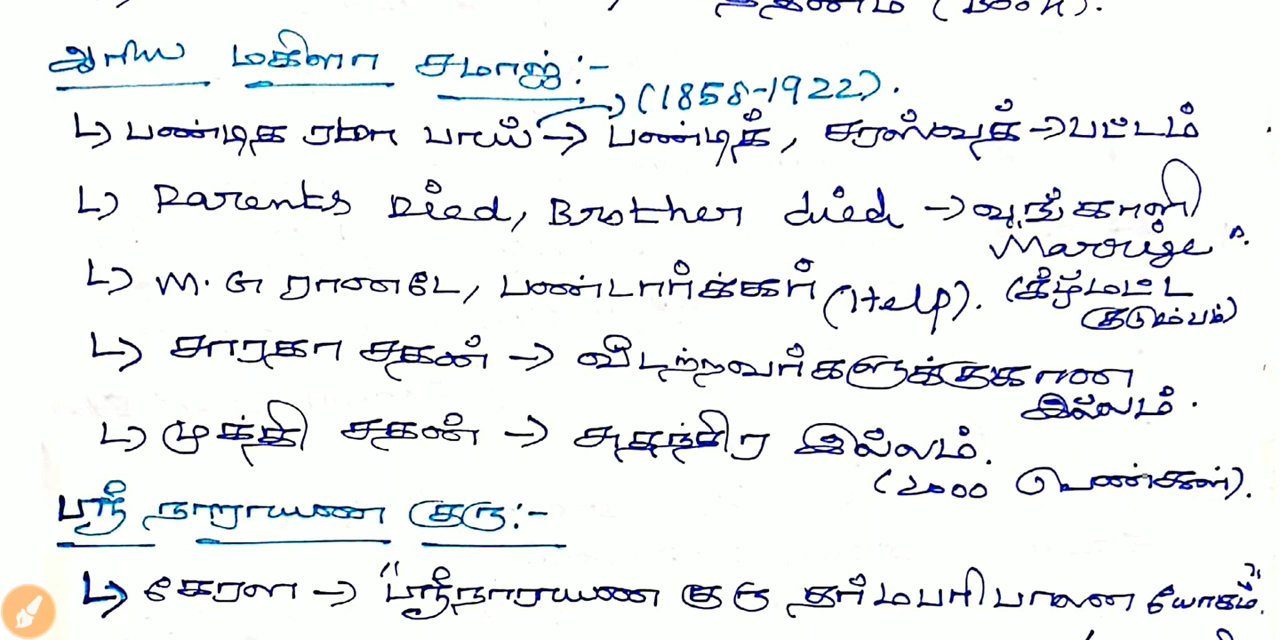 (Book).
ஆரிய மகிளா சமாஜ்:-
(1858-1922).
↳ பண்டித ரமா பாய் → பண்டித், சரஸ்வதி → பட்டம்
↳ Parents Died, Brother died → வங்காளி
Marrige
↳ M. G ரானடே, பண்டார்க்கர் (Help). (கீழ்மட்ட
குடும்பம்)
↳ சாரதா சதன் → வீடற்றவர்களுக்குகான
இல்லம்.
↳ முக்தி சதன் → சுதந்திர இல்லம்.
(2000 பெண்கள்).
ஸ்ரீ நாராயண குரு:-
↳ கேரளா → "ஸ்ரீநாராயண குரு தர்மபரிபாலன யோகம்".